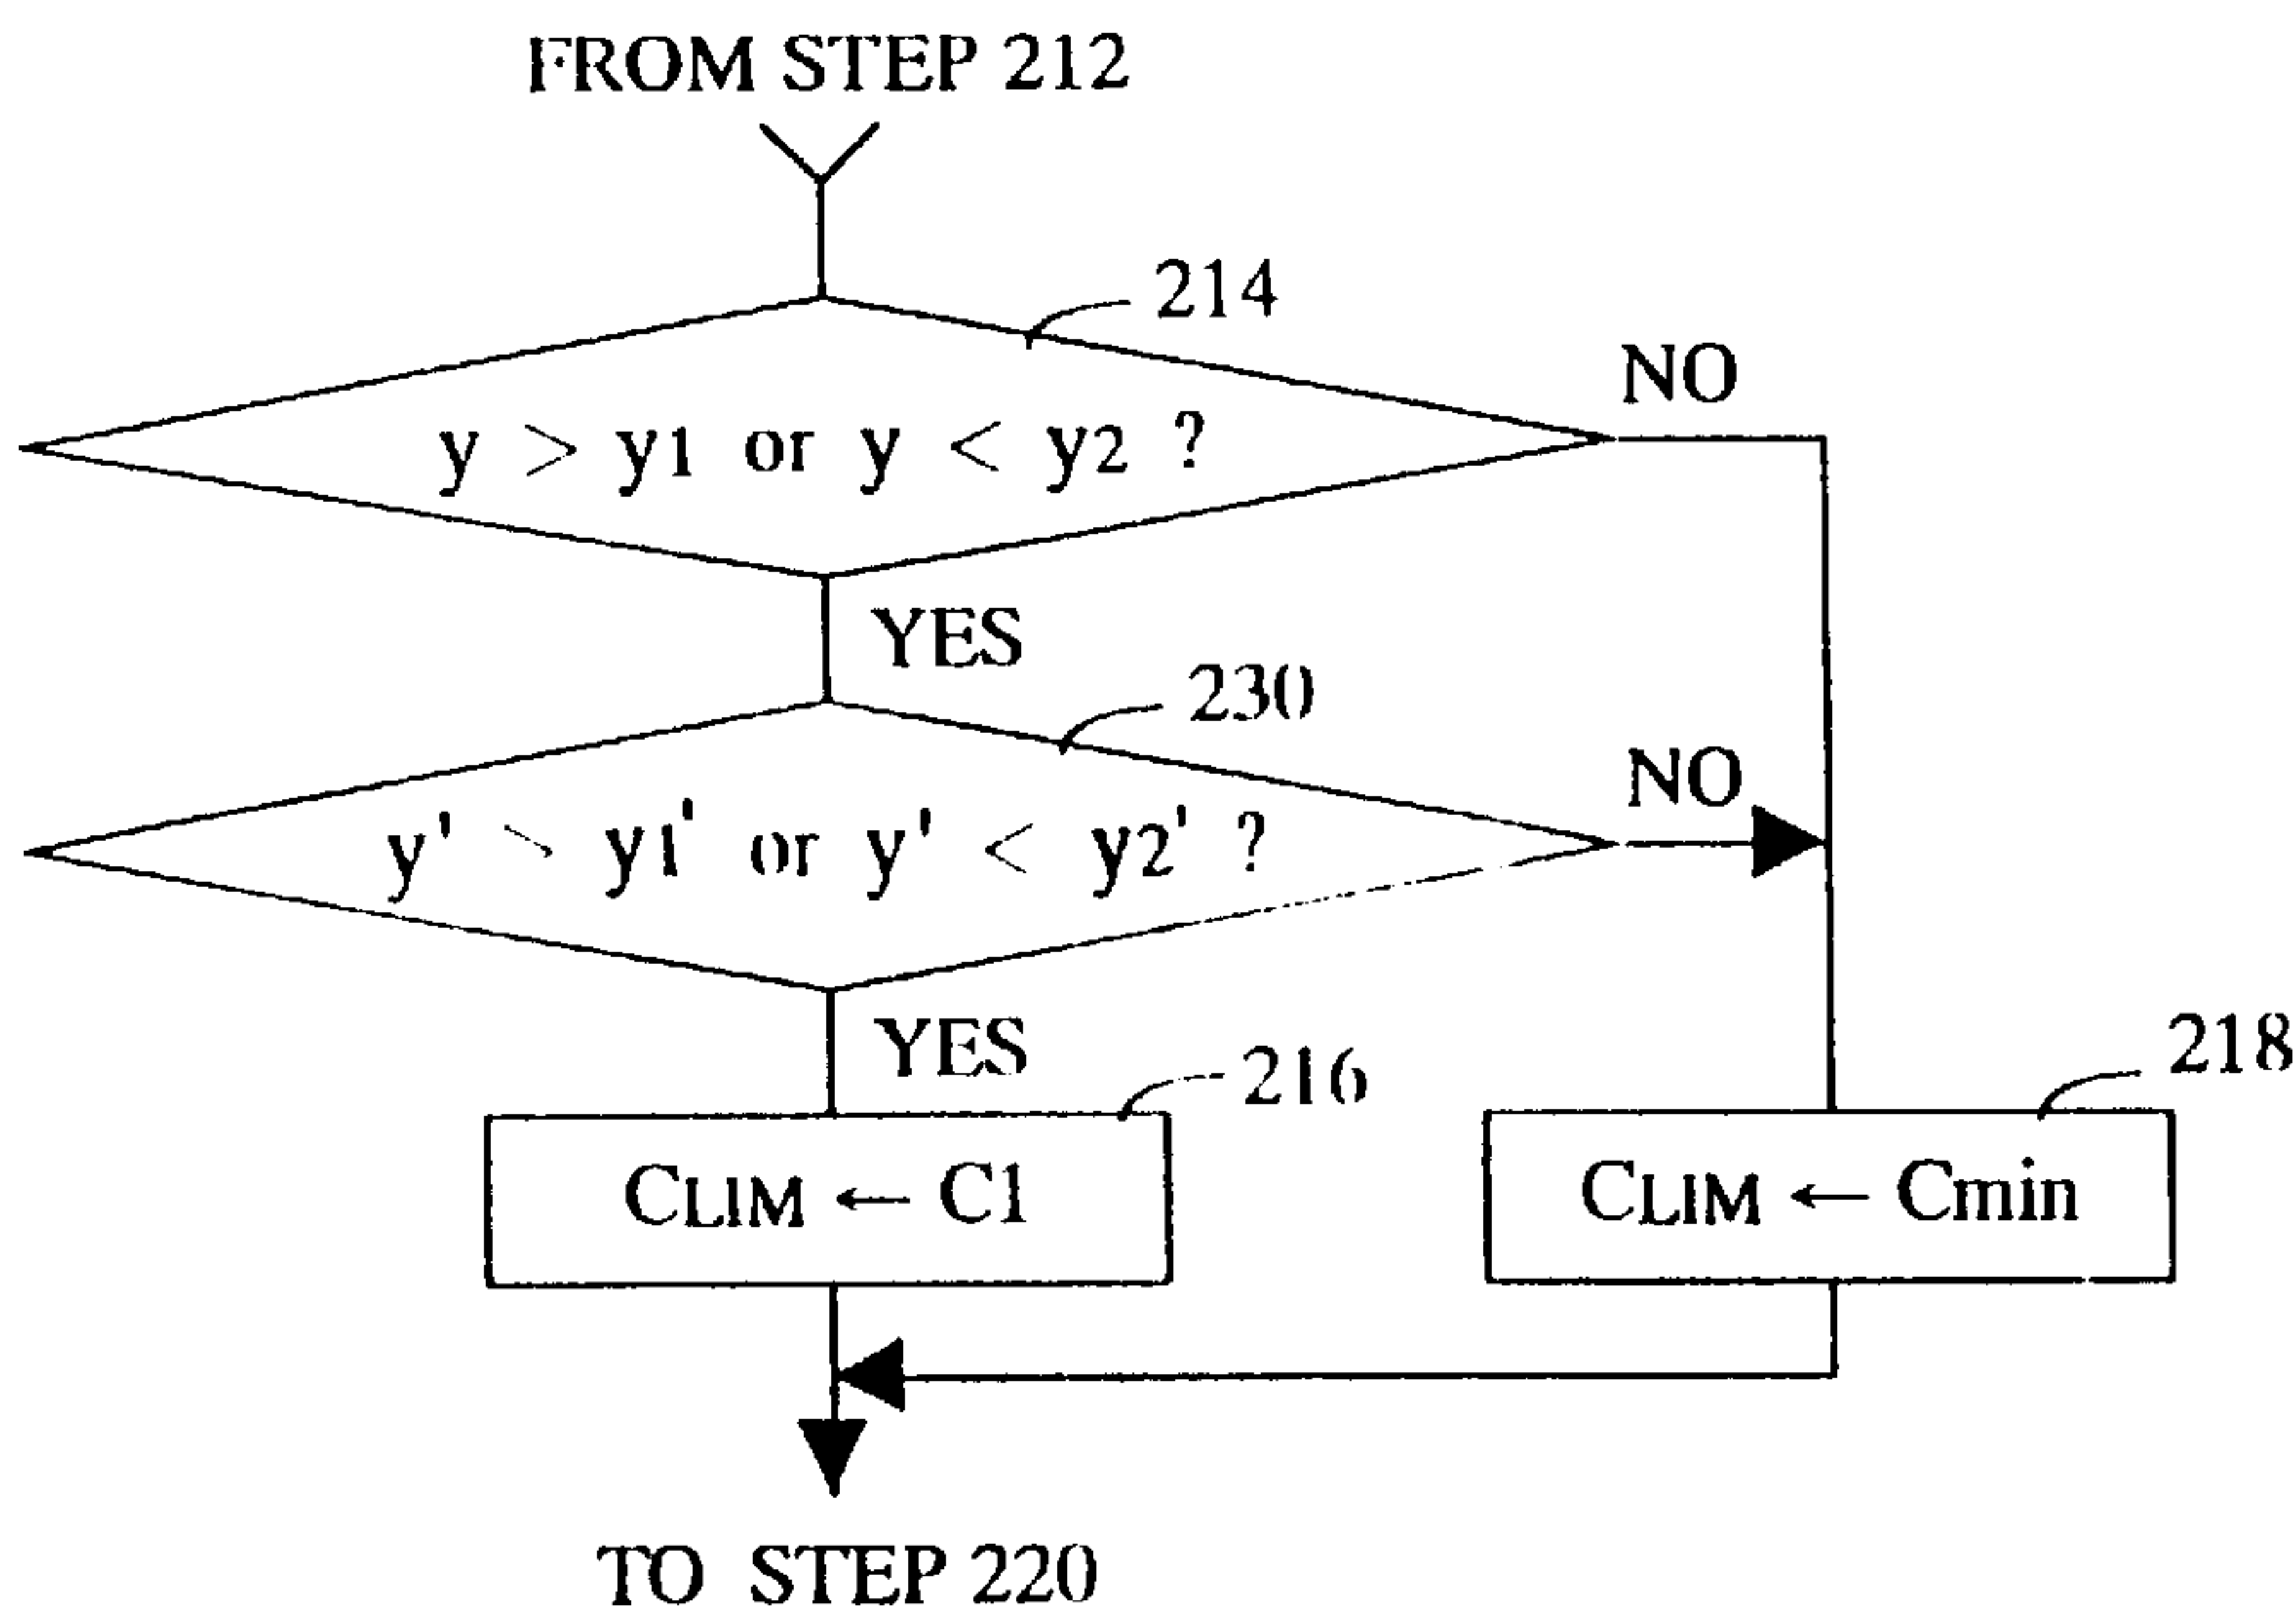 FROM STEP 212
214
NO
y > y1 or y < y2 ?
YES
230
NO
y' > y1' or y' < y2' ?
YES
216
218
CLIM ← C1
CLIM ← Cmin
TO STEP 220